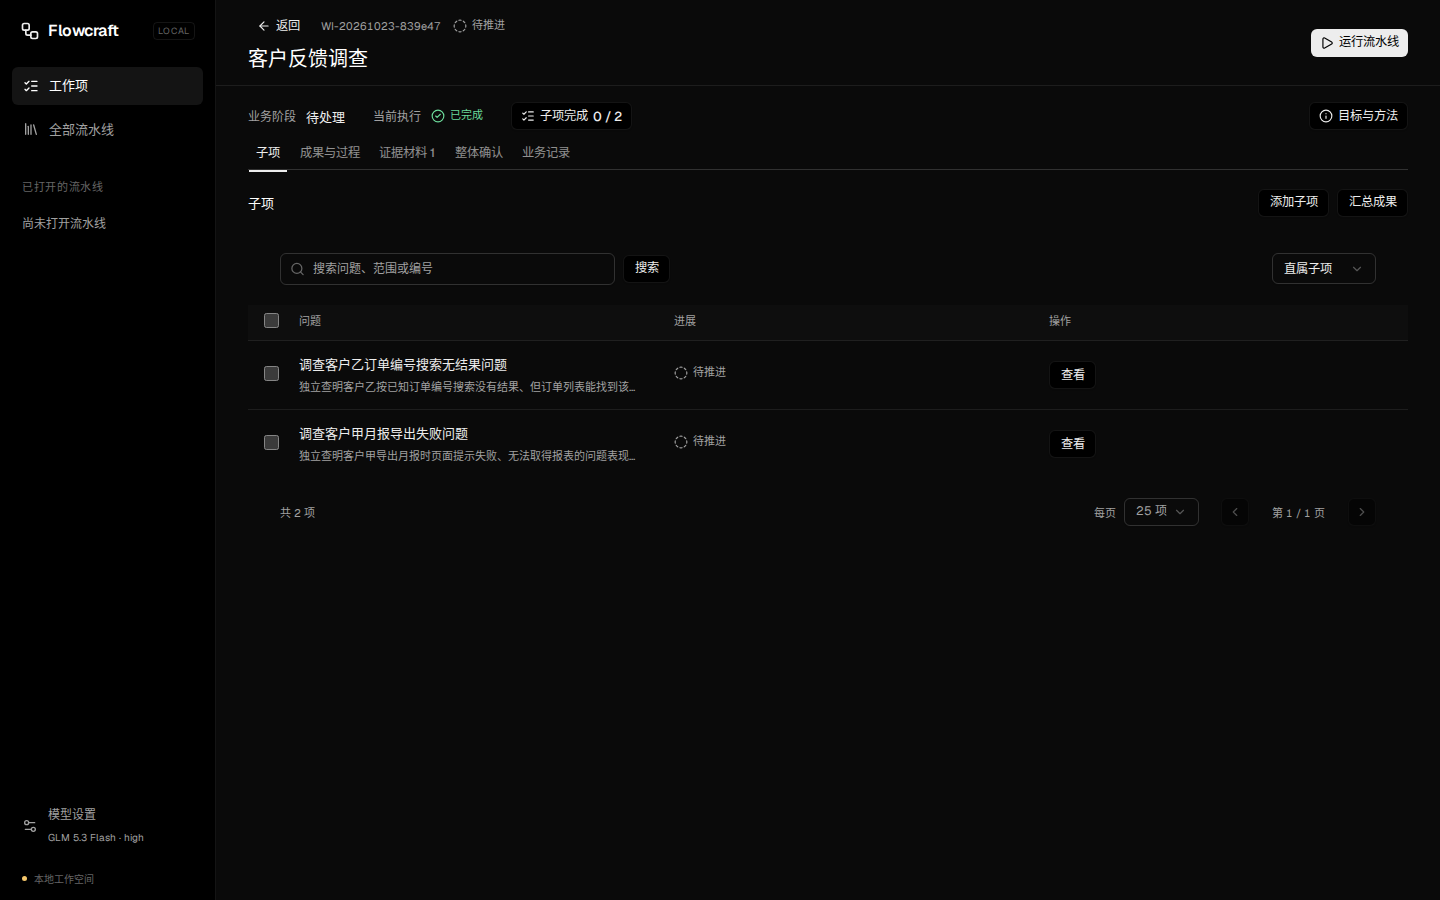 Flowcraft LOCAL
工作项
全部流水线
已打开的流水线
尚未打开流水线
模型设置
GLM 5.3 Flash · high
本地工作空间
返回 WI-20261023-839e47 待推进
客户反馈调查
运行流水线
业务阶段 待处理 当前执行 已完成 子项完成 0 / 2 目标与方法
子项 成果与过程 证据材料 1 整体确认 业务记录
子项 添加子项 汇总成果
搜索问题、范围或编号 搜索 直属子项
问题 进展 操作
调查客户乙订单编号搜索无结果问题
独立查明客户乙按已知订单编号搜索没有结果、但订单列表能找到该…
待推进 查看
调查客户甲月报导出失败问题
独立查明客户甲导出月报时页面提示失败、无法取得报表的问题表现…
待推进 查看
共 2 项 每页 25 项 第 1 / 1 页